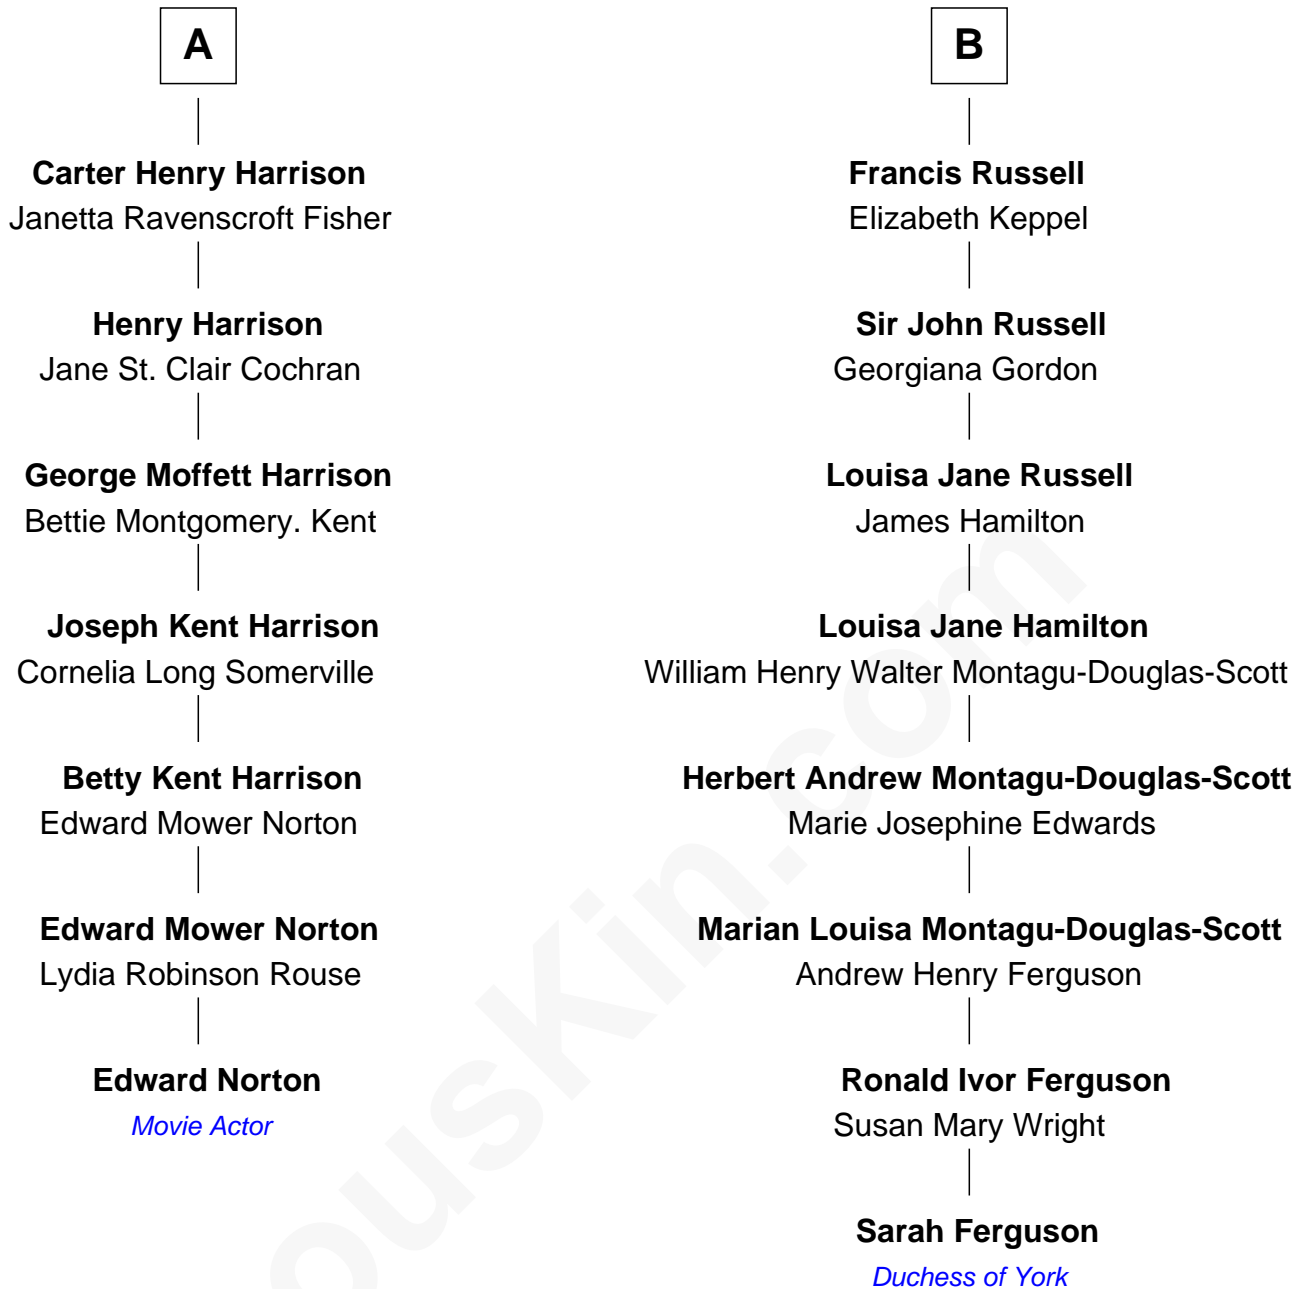 A
Carter Henry Harrison
Janetta Ravenscroft Fisher
Henry Harrison
Jane St. Clair Cochran
George Moffett Harrison
Bettie Montgomery. Kent
Joseph Kent Harrison
Cornelia Long Somerville
Betty Kent Harrison
Edward Mower Norton
Edward Mower Norton
Lydia Robinson Rouse
Edward Norton
Movie Actor
B
Francis Russell
Elizabeth Keppel
Sir John Russell
Georgiana Gordon
Louisa Jane Russell
James Hamilton
Louisa Jane Hamilton
William Henry Walter Montagu-Douglas-Scott
Herbert Andrew Montagu-Douglas-Scott
Marie Josephine Edwards
Marian Louisa Montagu-Douglas-Scott
Andrew Henry Ferguson
Ronald Ivor Ferguson
Susan Mary Wright
Sarah Ferguson
Duchess of York
ouskin.com